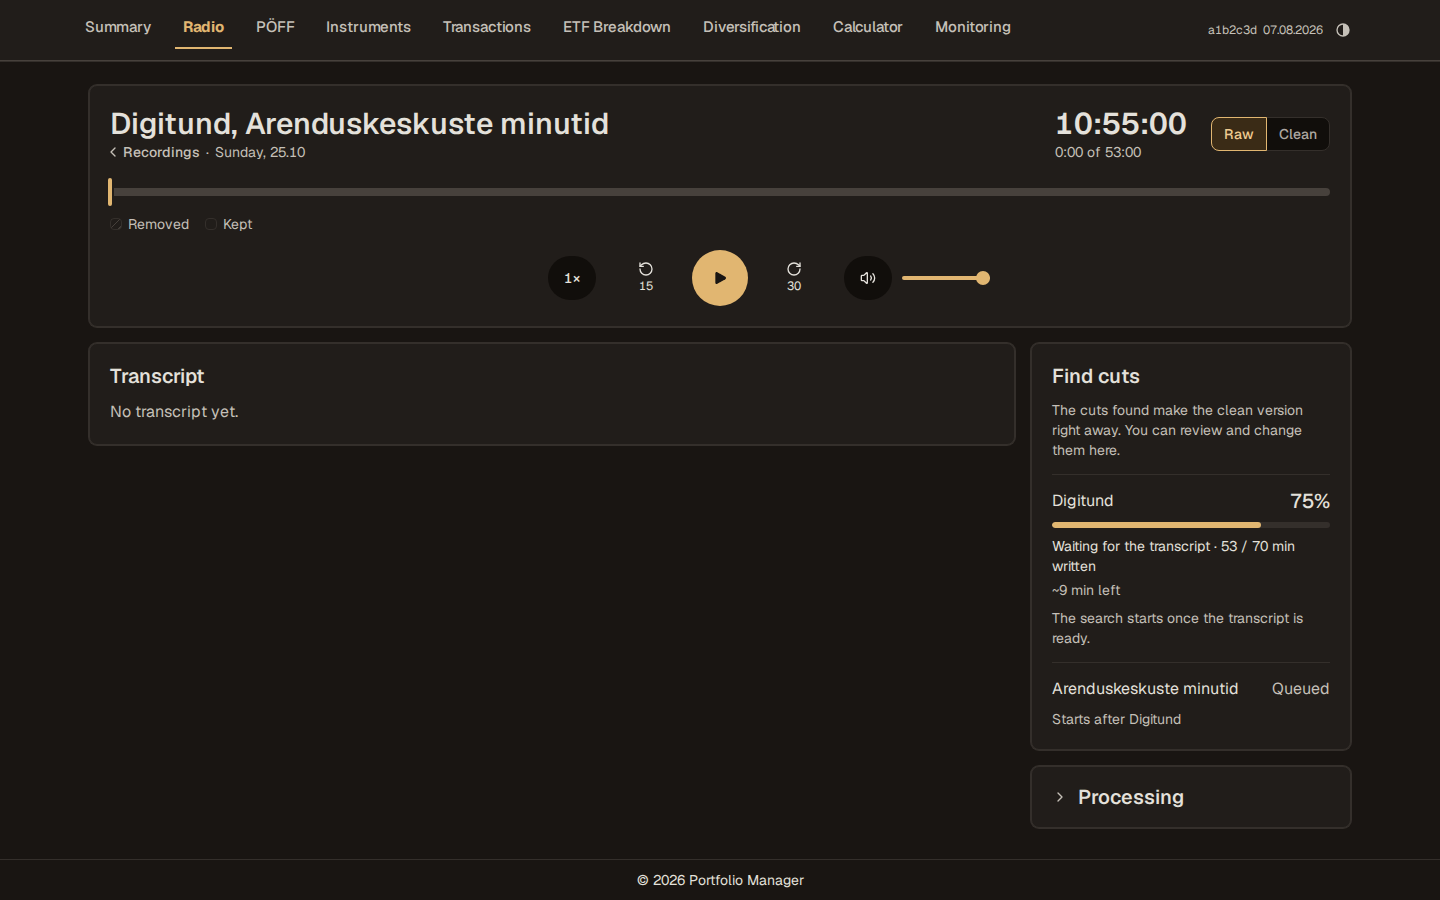 Summary
Radio
PÖFF
Instruments
Transactions
ETF Breakdown
Diversification
Calculator
Monitoring
a1b2c3d 07.08.2026
Digitund, Arenduskeskuste minutid
Recordings · Sunday, 25.10
10:55:00
0:00 of 53:00
Raw
Clean
Removed
Kept
1×
15
30
Transcript
No transcript yet.
Find cuts
The cuts found make the clean version
right away. You can review and change
them here.
Digitund 75%
Waiting for the transcript · 53 / 70 min
written
~9 min left
The search starts once the transcript is
ready.
Arenduskeskuste minutid Queued
Starts after Digitund
Processing
© 2026 Portfolio Manager